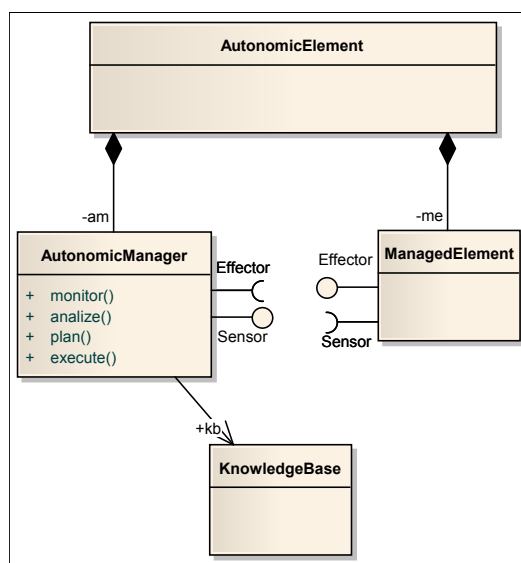 AutonomicElement
-am
-me
AutonomicManager
+ monitor()
+ analize()
+ plan()
+ execute()
Effector
Sensor
Effector
Sensor
ManagedElement
+kb
KnowledgeBase